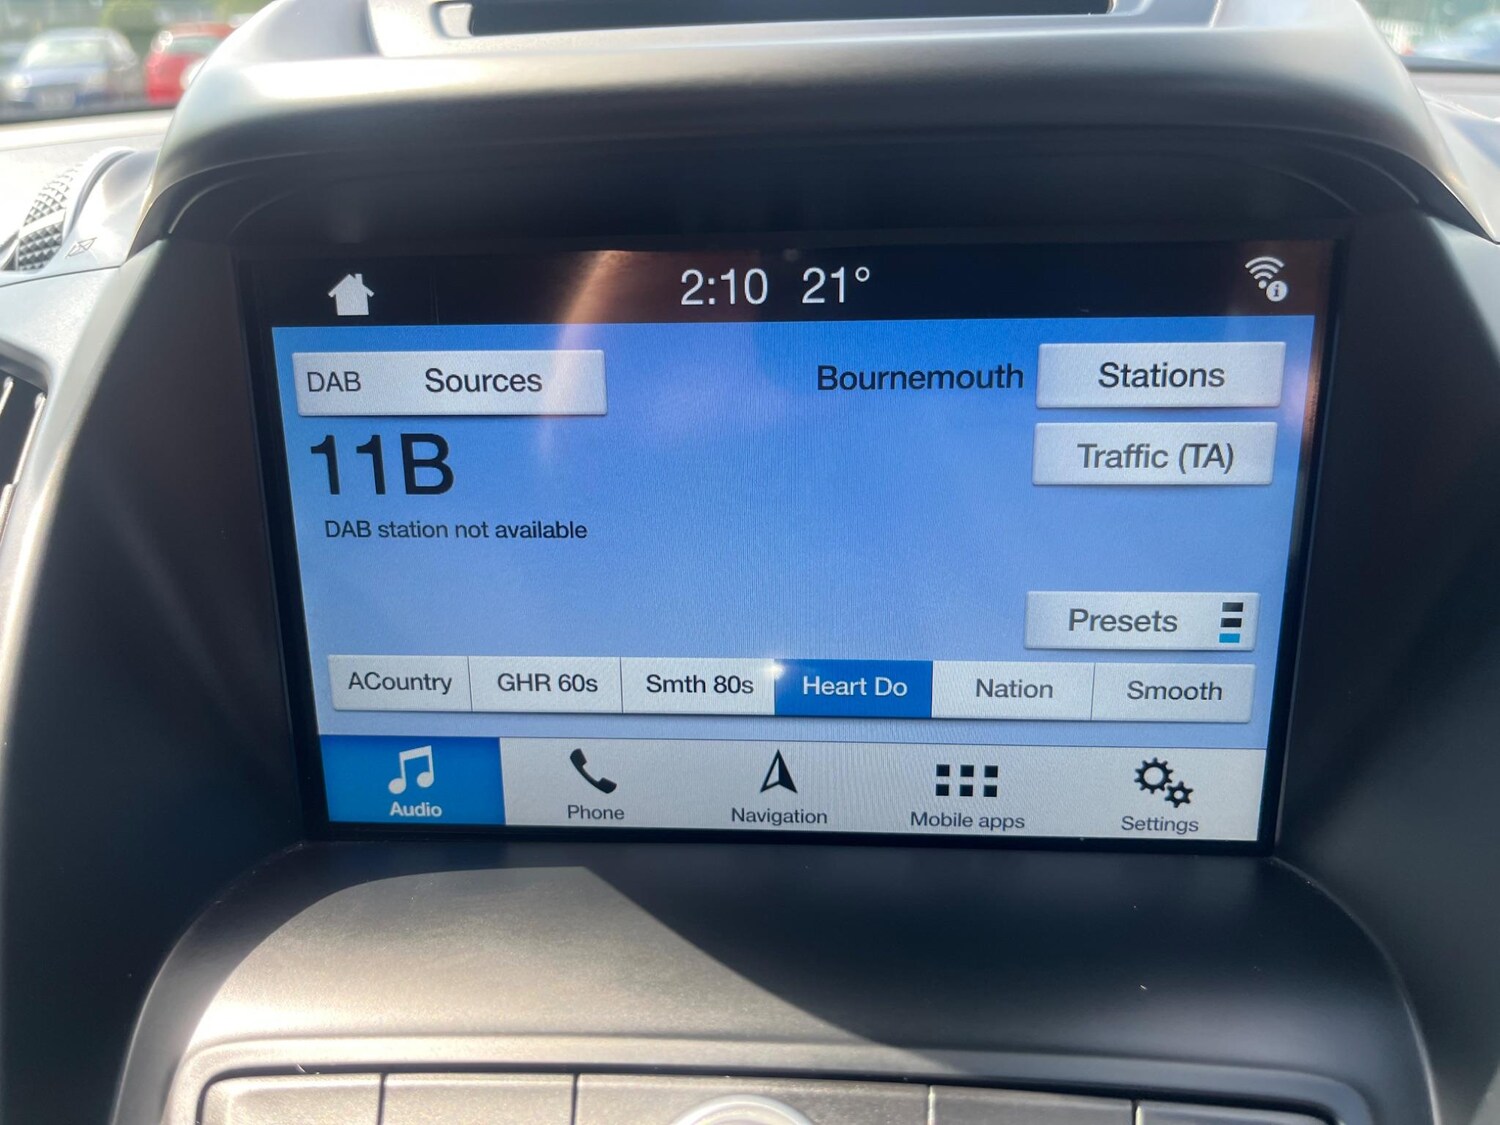 2:10 21°
DAB Sources
Bournemouth
Stations
11B
Traffic (TA)
DAB station not available
Presets
ACountry
GHR 60s
Smth 80s
Heart Do
Nation
Smooth
Audio
Phone
Navigation
Mobile apps
Settings